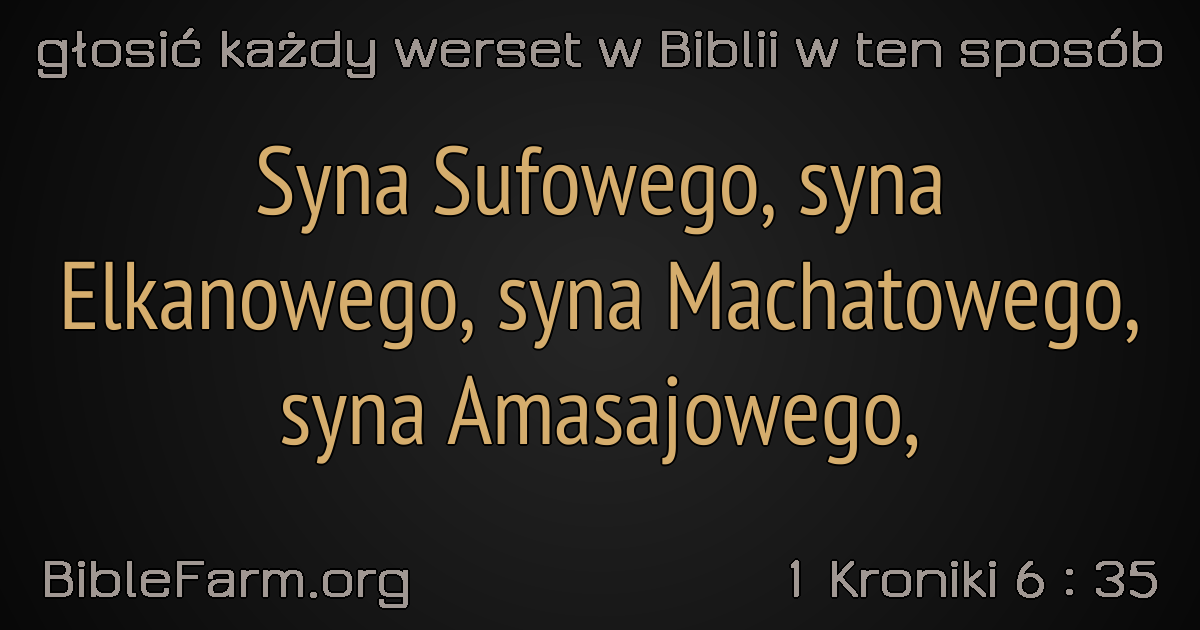 głosić każdy werset w Biblii w ten sposób
Syna Sufowego, syna
Elkanowego, syna Machatowego,
syna Amasajowego,
BibleFarm.org
1 Kroniki 6 : 35